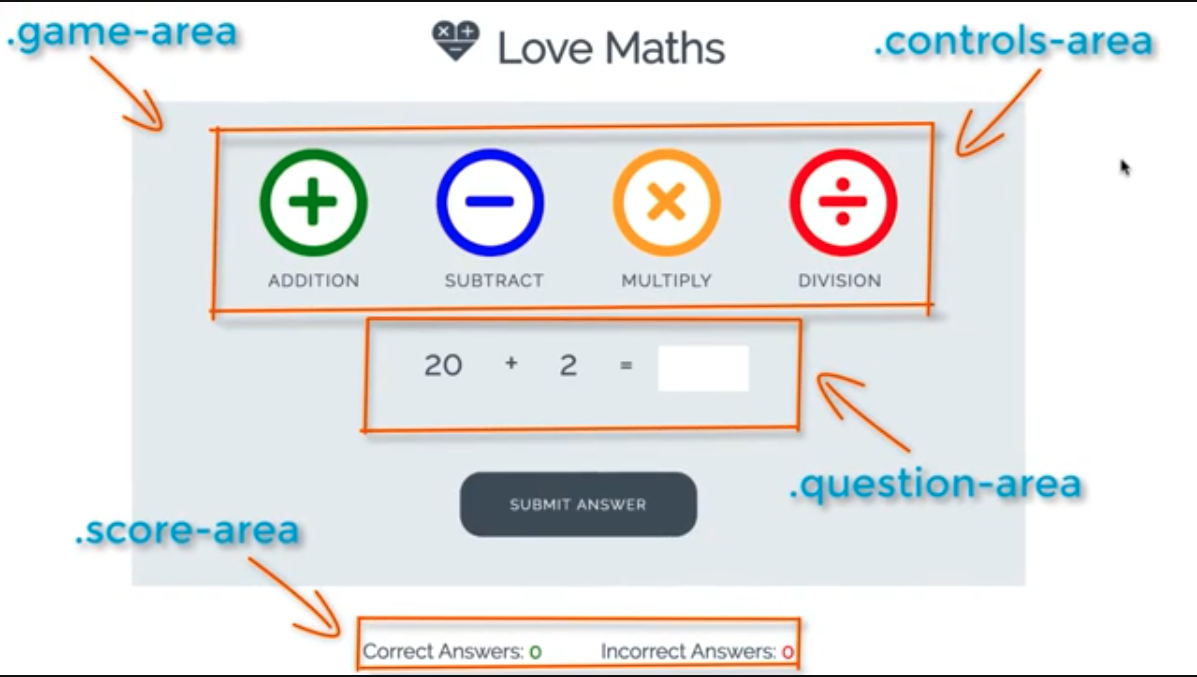 .game-area
Love Maths
.controls-area
ADDITION SUBTRACT MULTIPLY DIVISION
20 + 2 =
.question-area
SUBMIT ANSWER
.score-area
Correct Answers: 0 Incorrect Answers: 0